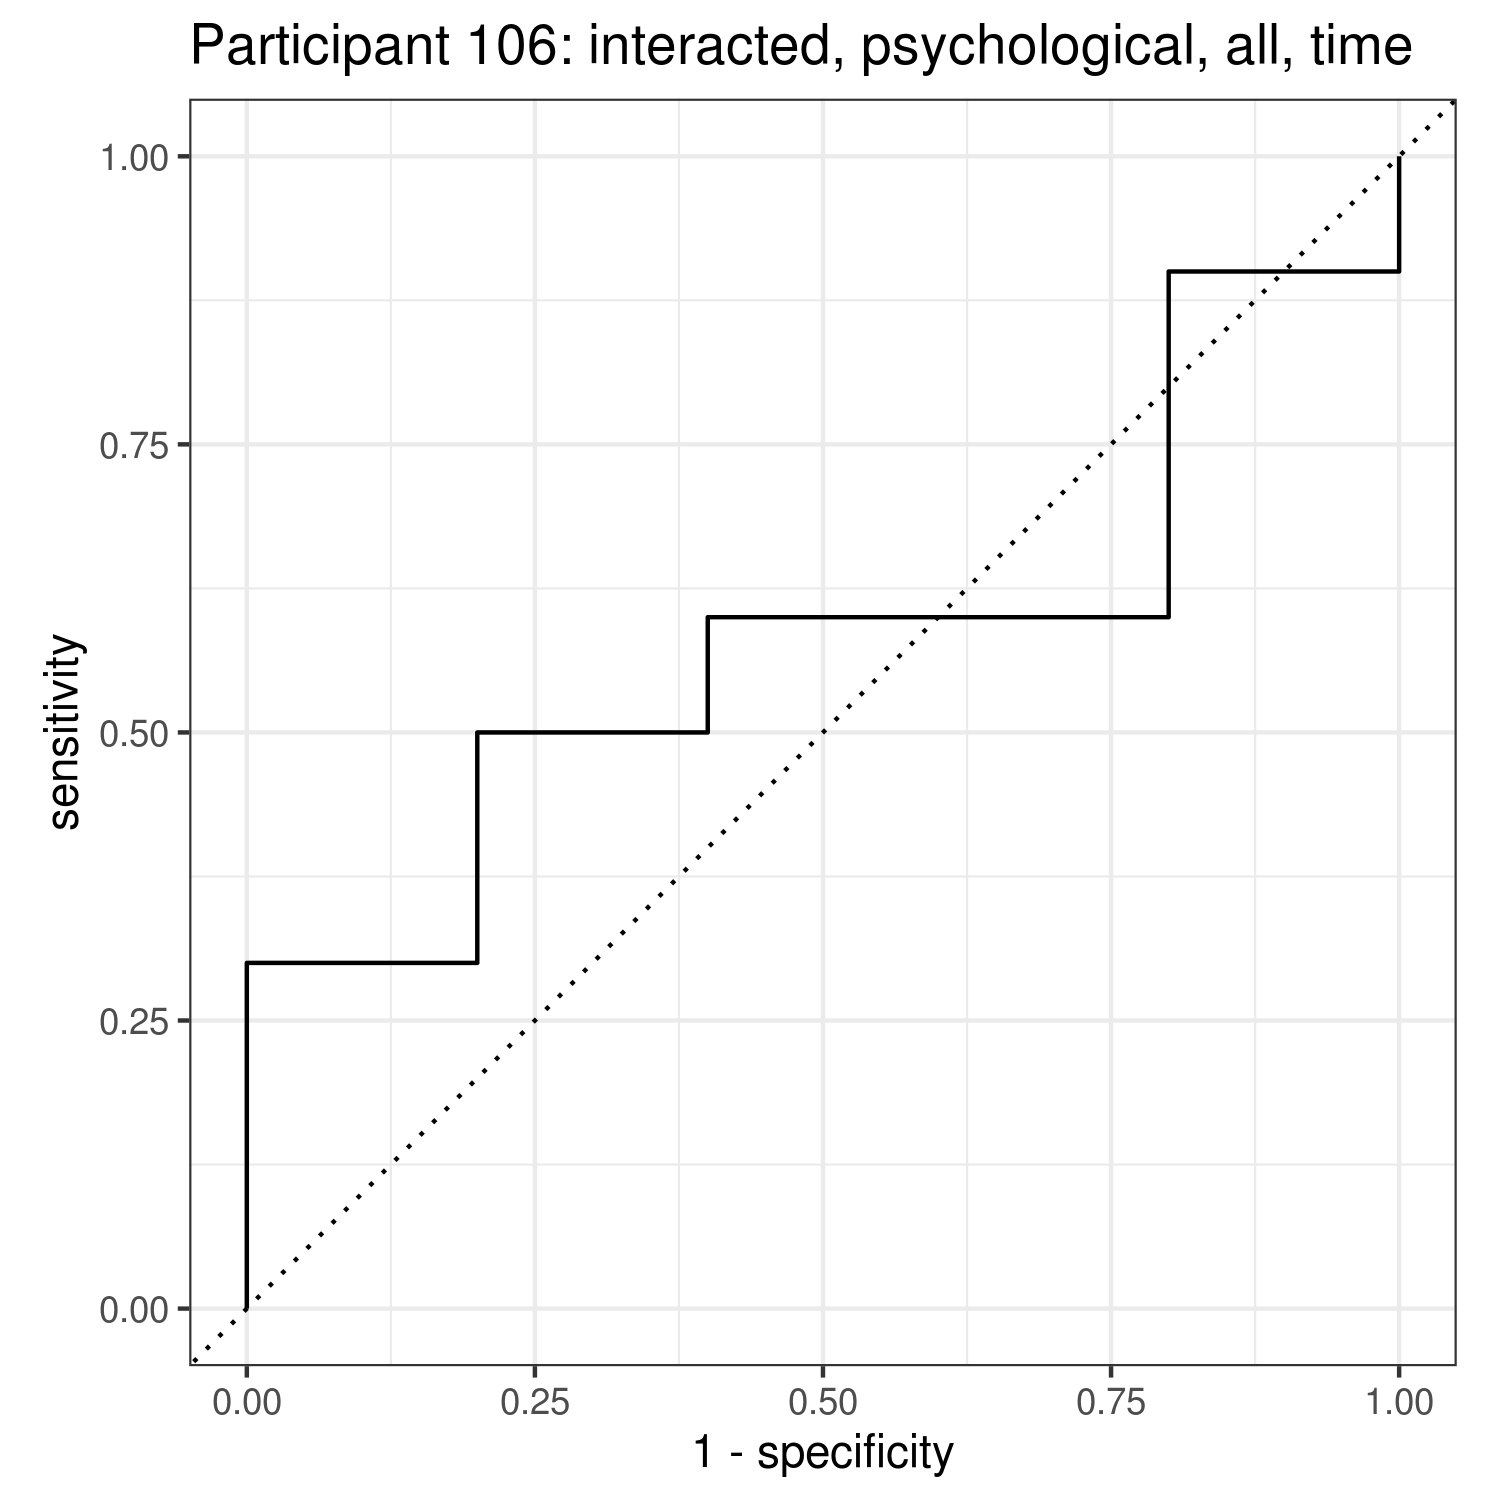 Participant 106: interacted, psychological, all, time
1.00
0.75
0.50
0.25
0.00
sensitivity
0.00 0.25 0.50 0.75 1.00
1 - specificity